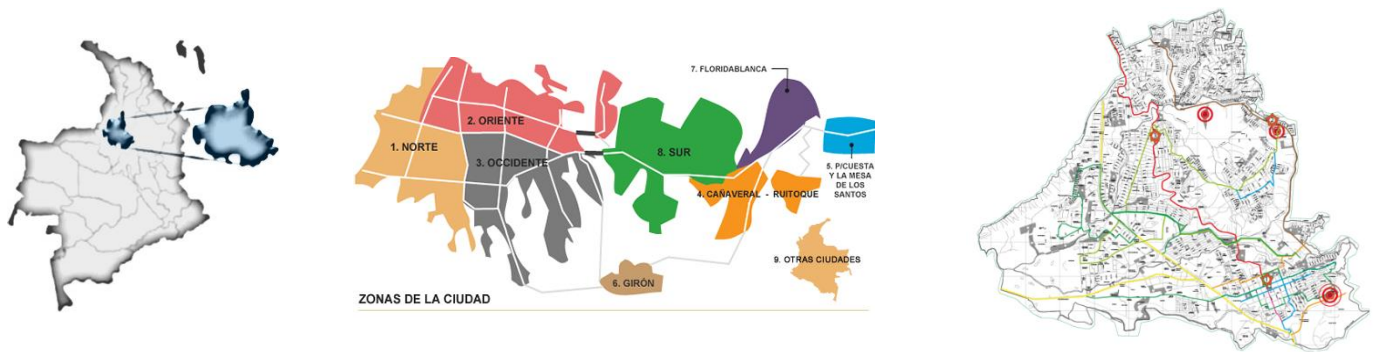 7. FLORIDABLANCA
2. ORIENTE
1. NORTE
3. OCCIDENTE
8. SUR
5. P/CUESTA
Y LA MESA
DE LOS
SANTOS
4. CAÑAVERAL - RUITOQUE
9. OTRAS CIUDADES
6. GIRÓN
ZONAS DE LA CIUDAD